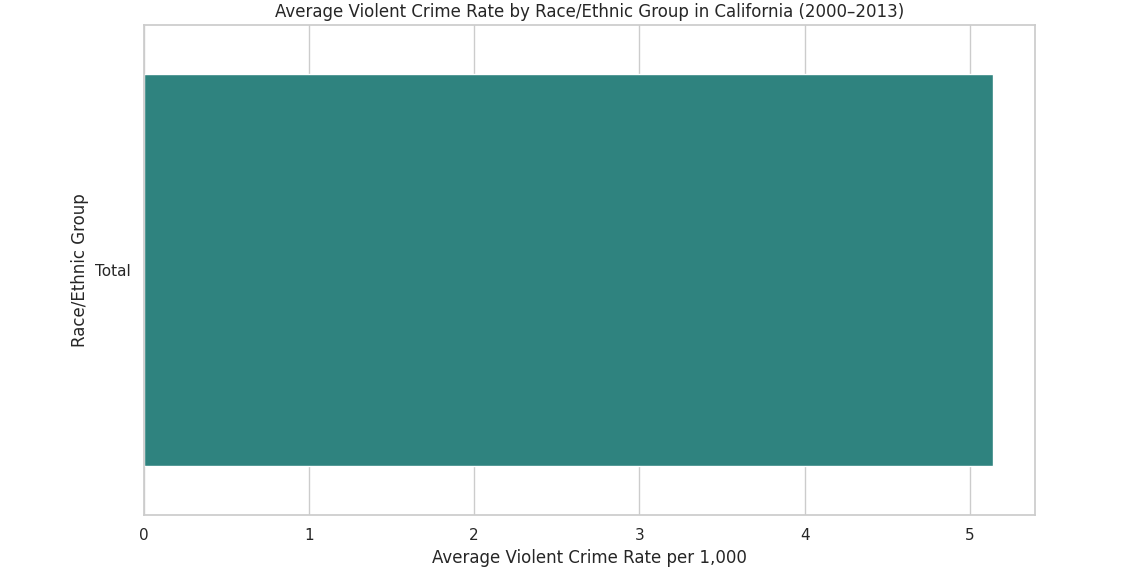 Average Violent Crime Rate by Race/Ethnic Group in California (2000–2013)
Race/Ethnic Group
Total
0 1 2 3 4 5
Average Violent Crime Rate per 1,000